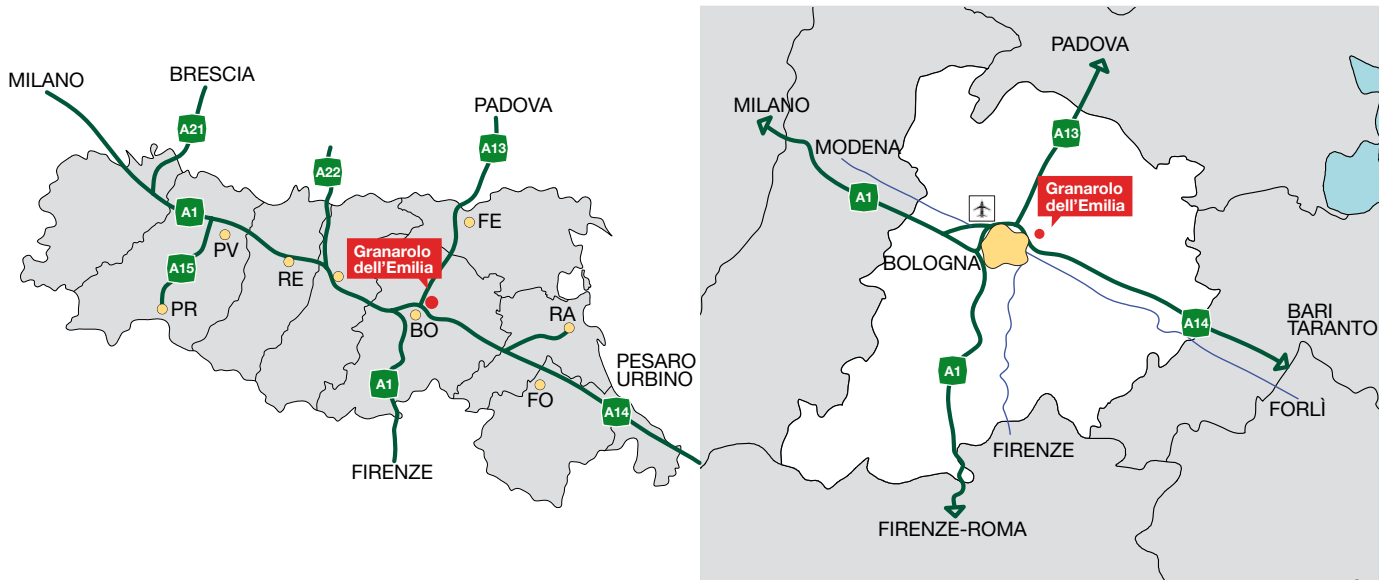 MILANO
BRESCIA
PADOVA
A21
A13
A22
A1
FE
PV
Granarolo
dell'Emilia
A15
RE
PR
BO
RA
PESARO
URBINO
A1
FO
A14
FIRENZE
PADOVA
MILANO
A13
MODENA
A1
Granarolo
dell'Emilia
BOLOGNA
BARI
TARANTO
A14
A1
FORLÌ
FIRENZE
FIRENZE-ROMA